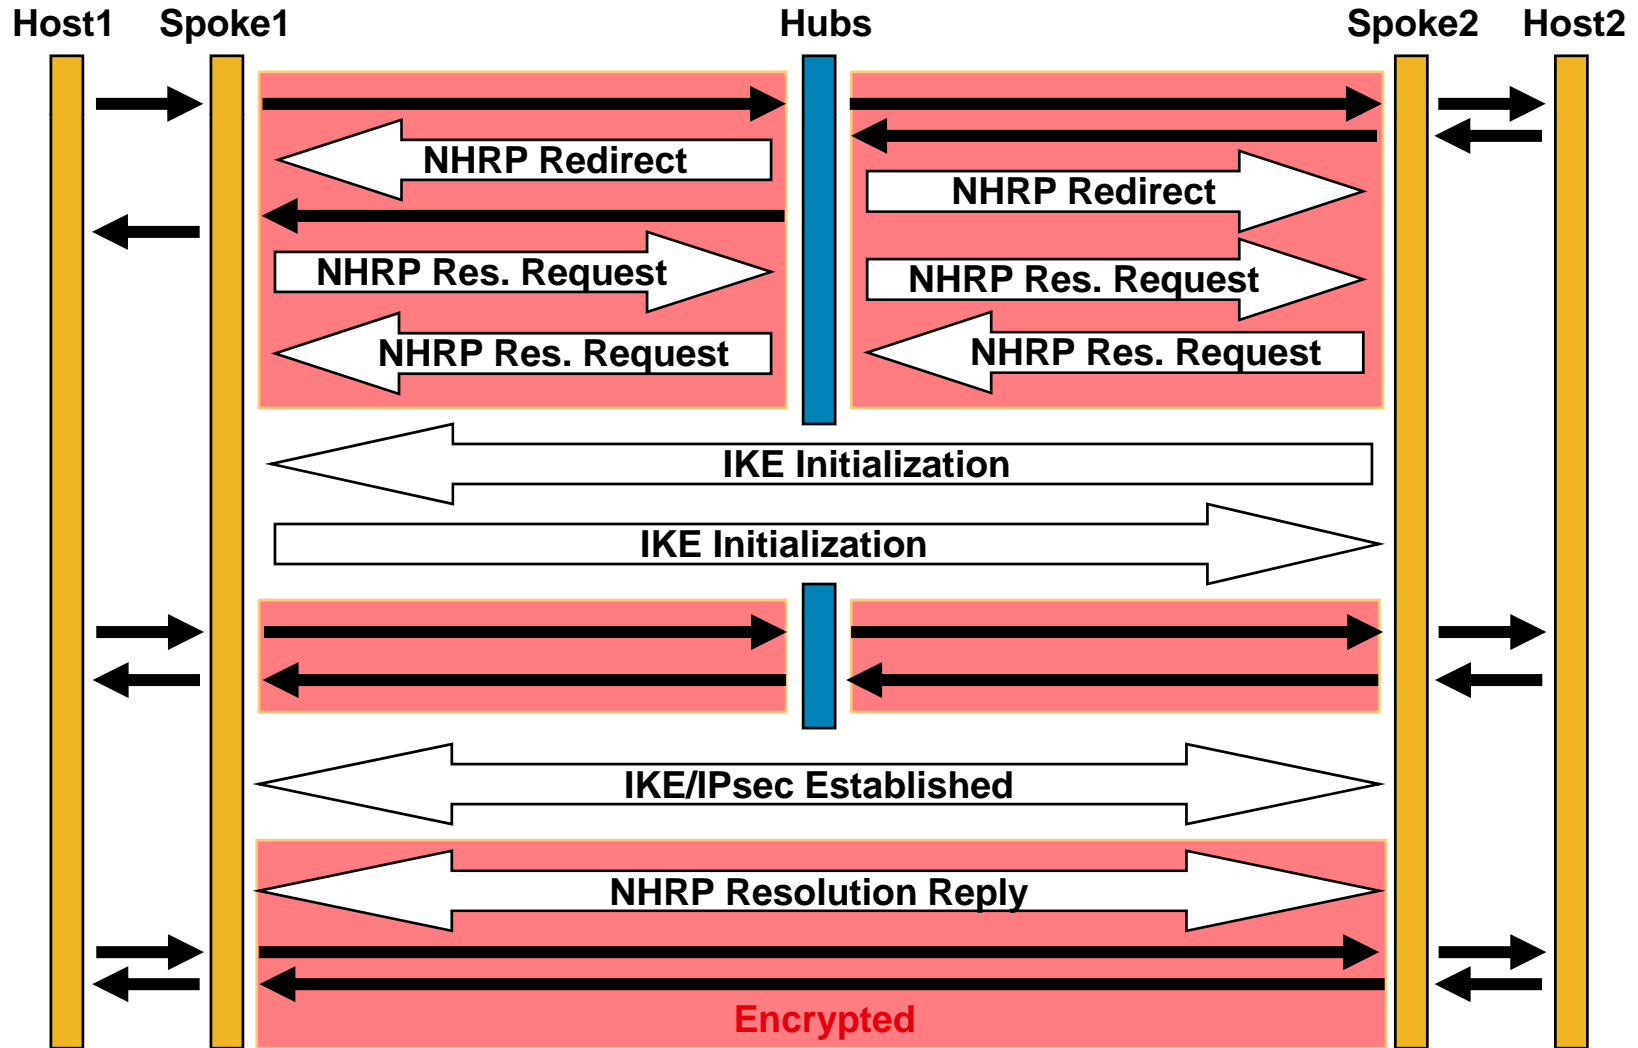 Host1 Spoke1 Hubs Spoke2 Host2
NHRP Redirect
NHRP Redirect
NHRP Res. Request
NHRP Res. Request
NHRP Res. Request
NHRP Res. Request
IKE Initialization
IKE Initialization
IKE/IPsec Established
NHRP Resolution Reply
Encrypted